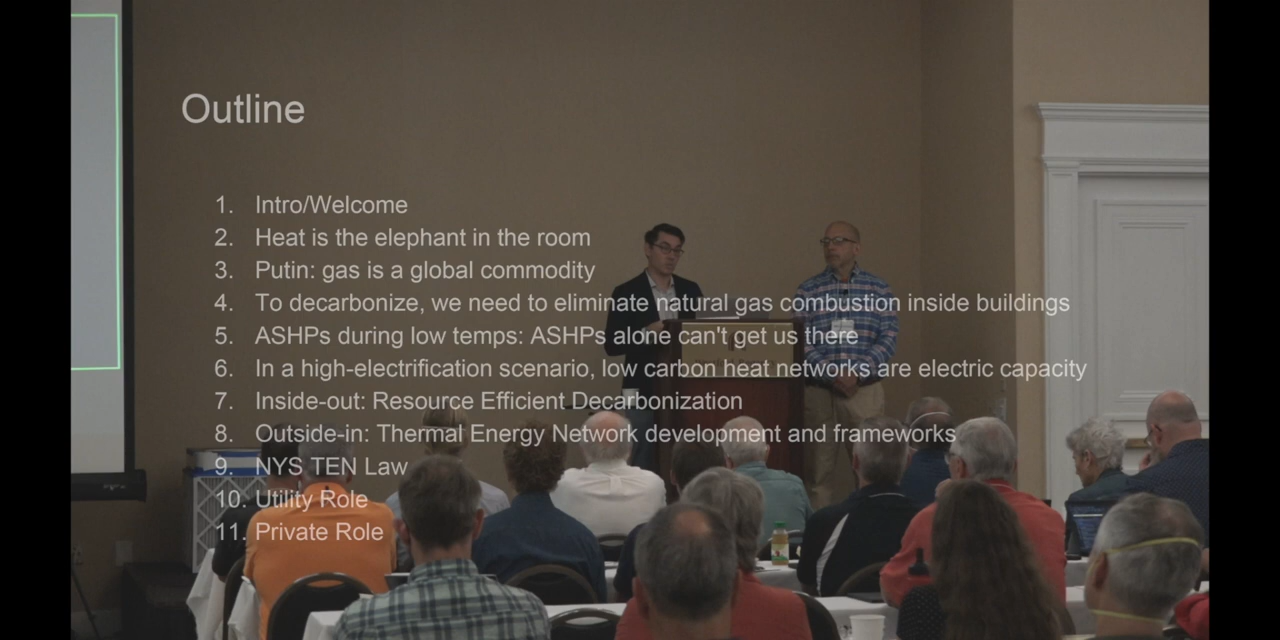 Outline
1. Intro/Welcome
2. Heat is the elephant in the room
3. Putin: gas is a global commodity
4. To decarbonize, we need to eliminate natural gas combustion inside buildings
5. ASHPs during low temps: ASHPs alone can't get us there
6. In a high-electrification scenario, low carbon heat networks are electric capacity
7. Inside-out: Resource Efficient Decarbonization
8. Outside-in: Thermal Energy Network development and frameworks
9. NYS TEN Law
10. Utility Role
11. Private Role